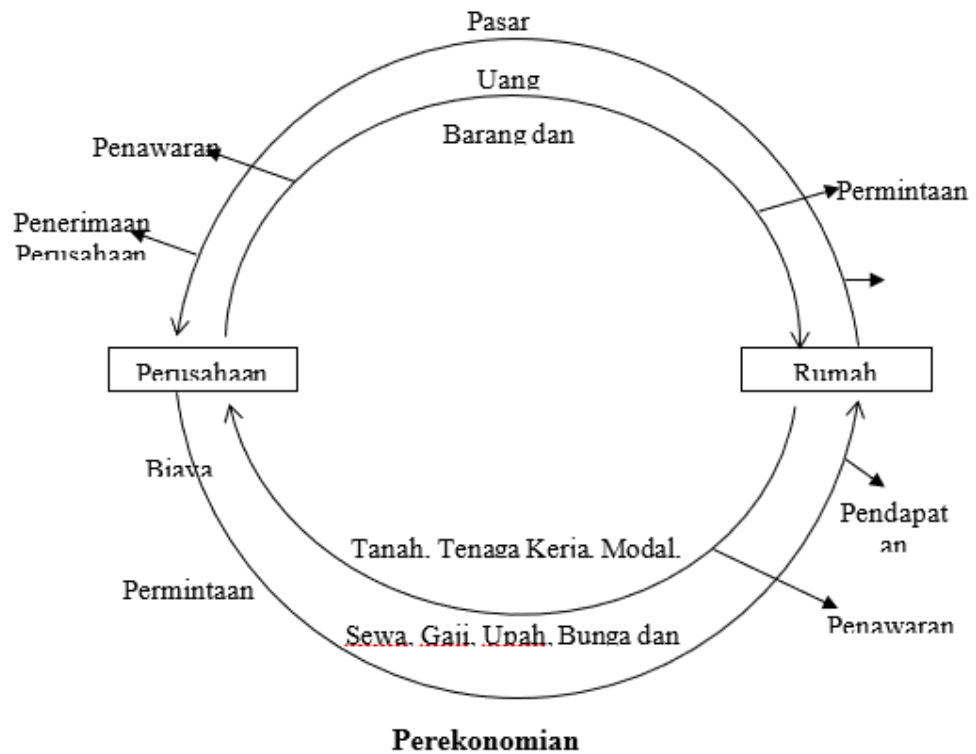 Pasar
Uang
Barang dan
Penawaran
Permintaan
Penerimaan
Perusahaan
Perusahaan
Rumah
Biaya
Pendapat
an
Tanah, Tenaga Kerja, Modal,
Permintaan
Penawaran
Sewa, Gaji, Upah, Bunga dan
Perekonomian